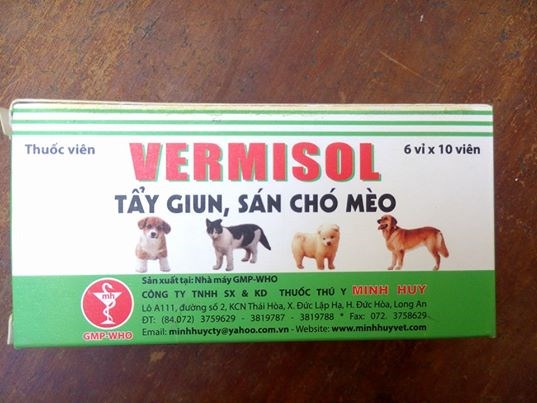 Thuốc viên
VERMISOL
6 vỉ x 10 viên
TẨY GIUN, SÁN CHÓ MÈO
mh
GMP-WHO
Sản xuất tại: Nhà máy GMP-WHO
CÔNG TY TNHH SX & KD THUỐC THÚ Y MINH HUY
Lô A111, đường số 2, KCN Thái Hòa, X. Đức Lập Hạ, H. Đức Hòa, Long An
ĐT: (84.072) 3759629 - 3819787 - 3819788 * Fax: 072. 3758629
Email: minhhuycty@yahoo.com.vn - Website: www.minhhuyvet.com